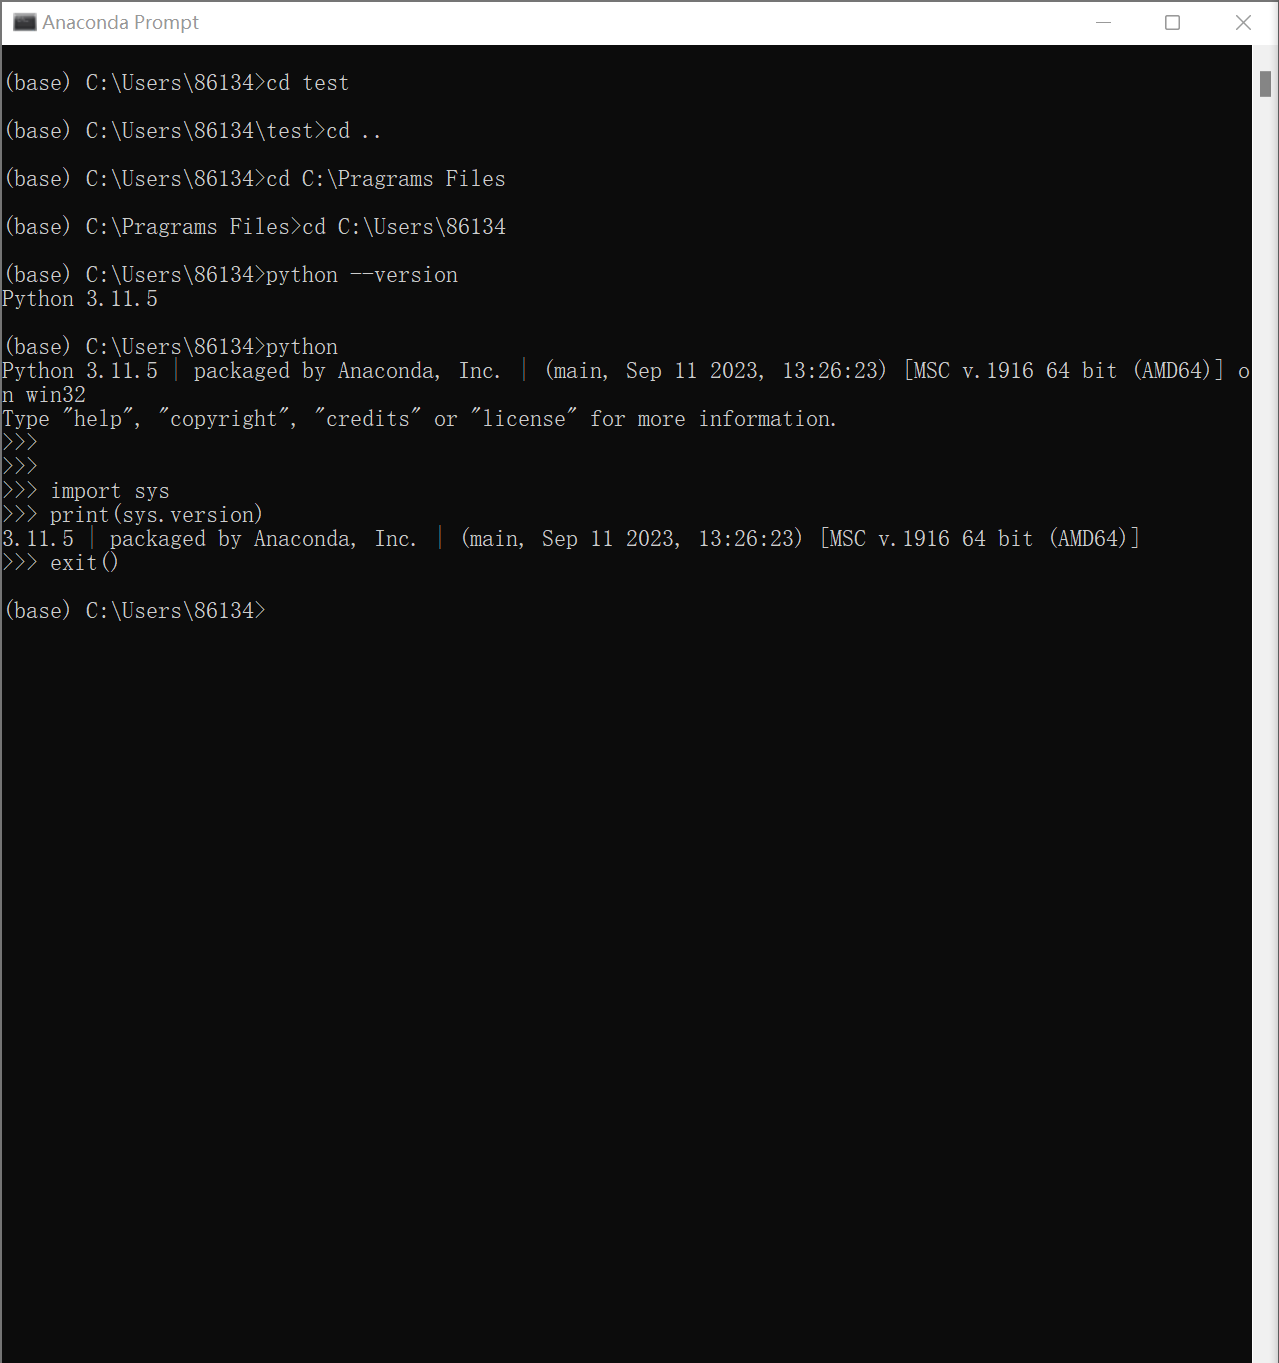 Anaconda Prompt
(base) C:\Users\86134>cd test
(base) C:\Users\86134\test>cd ..
(base) C:\Users\86134>cd C:\Pragrams Files
(base) C:\Pragrams Files>cd C:\Users\86134
(base) C:\Users\86134>python --version
Python 3.11.5
(base) C:\Users\86134>python
Python 3.11.5 | packaged by Anaconda, Inc. | (main, Sep 11 2023, 13:26:23) [MSC v.1916 64 bit (AMD64)] o
n win32
Type "help", "copyright", "credits" or "license" for more information.
>>>
>>>
>>> import sys
>>> print(sys.version)
3.11.5 | packaged by Anaconda, Inc. | (main, Sep 11 2023, 13:26:23) [MSC v.1916 64 bit (AMD64)]
>>> exit()
(base) C:\Users\86134>